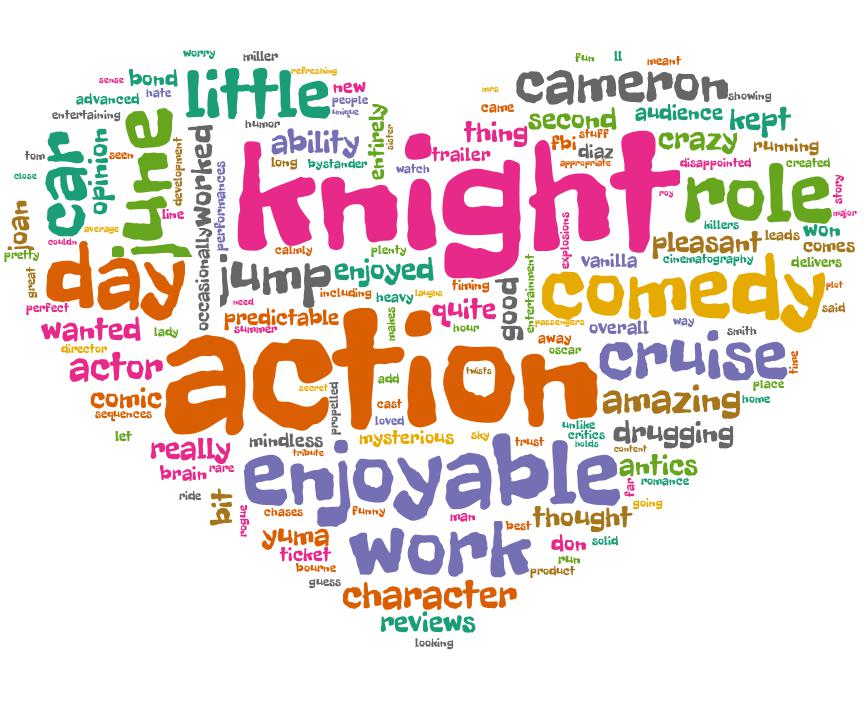 worry
miller
fun
ll
meant
sense
bond
refreshing
little
new
people
unique
mrs
cameron
showing
advanced
hate
entertaining
june
humor
entirely
sister
came
second
audience
kept
thing
fbi
stuff
crazy
running
tom
car
opinion
seen
development
worked
ability
long
bystander
watch
trailer
diaz
appropriate
disappointed
created
close
performances
knight
roy
role
story
major
joan
line
average
couldn
occasionally
killers
won
pretty
calmly
plenty
explosions
pleasant
leads
comes
great
day
jump
enjoyed
timing
good
entertainment
vanilla
cinematography
delivers
including
heavy
laughs
need
comedy
plot
said
perfect
summer
predictable
makes
quite
hour
passengers
overall
way
smith
wanted
lady
director
action
away
oscar
cruise
time
actor
twists
place
comic
sequences
secret
propelled
add
cast
loved
amazing
home
let
really
mindless
tribute
mysterious
sky
trust
unlike
critics
holds
drugging
content
brain
rare
enjoyable
antics
far
romance
ride
bit
rogue
chases
funny
man
best
thought
going
yuma
ticket
work
don
solid
run
bourne
product
guess
character
reviews
looking